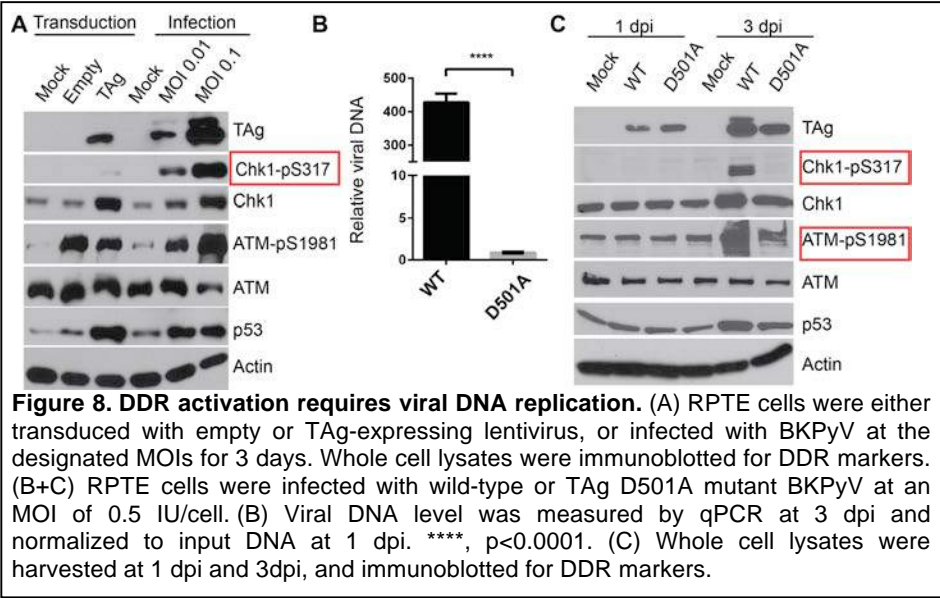 A Transduction Infection
Mock Empty TAg Mock MOI 0.01 MOI 0.1
TAg
Chk1-pS317
Chk1
ATM-pS1981
ATM
p53
Actin
B
****
Relative viral DNA
500
400
300
10
5
0
WT D501A
C 1 dpi 3 dpi
Mock WT D501A Mock WT D501A
TAg
Chk1-pS317
Chk1
ATM-pS1981
ATM
p53
Actin
Figure 8. DDR activation requires viral DNA replication. (A) RPTE cells were either
transduced with empty or TAg-expressing lentivirus, or infected with BKPyV at the
designated MOIs for 3 days. Whole cell lysates were immunoblotted for DDR markers.
(B+C) RPTE cells were infected with wild-type or TAg D501A mutant BKPyV at an
MOI of 0.5 IU/cell. (B) Viral DNA level was measured by qPCR at 3 dpi and
normalized to input DNA at 1 dpi. ****, p<0.0001. (C) Whole cell lysates were
harvested at 1 dpi and 3dpi, and immunoblotted for DDR markers.